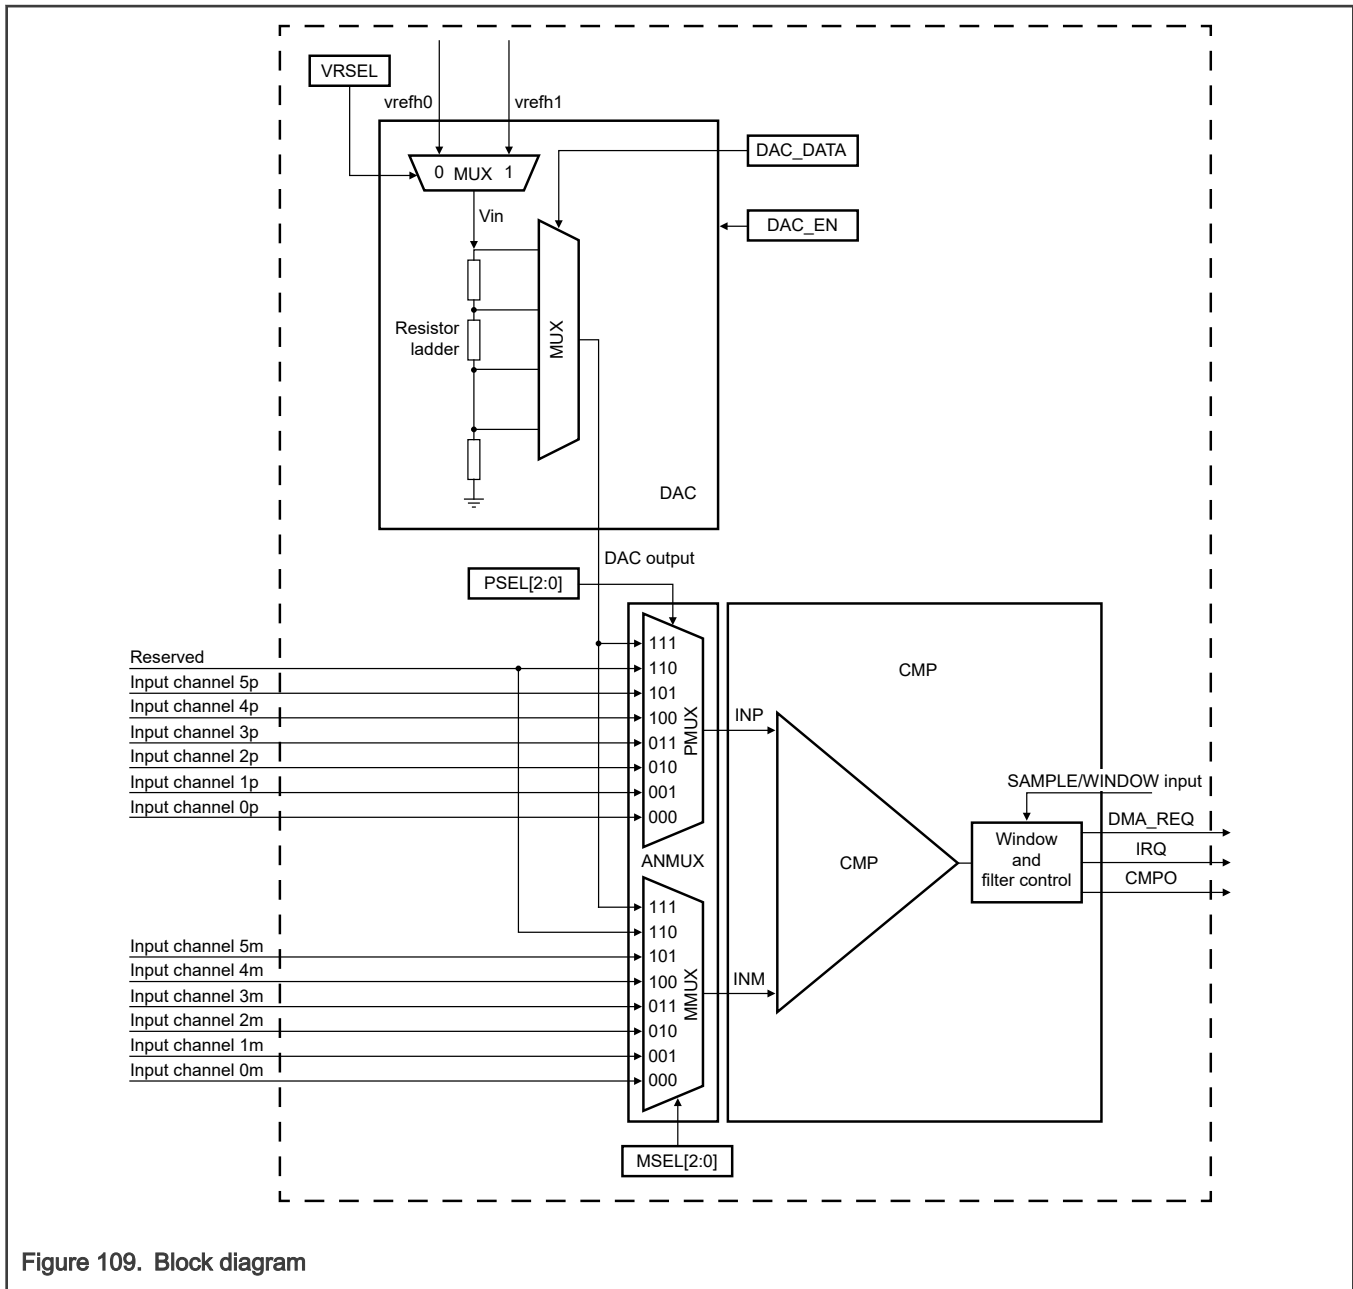 VRSEL
vrefh0
vrefh1
DAC_DATA
0 MUX 1
DAC_EN
Vin
MUX
Resistor
ladder
DAC
DAC output
PSEL[2:0]
Reserved
Input channel 5p
Input channel 4p
Input channel 3p
Input channel 2p
Input channel 1p
Input channel 0p
111
110
101
100
011
010
001
000
PMUX
INP
CMP
CMP
SAMPLE/WINDOW input
Window
and
filter control
DMA_REQ
IRQ
CMPO
ANMUX
Input channel 5m
Input channel 4m
Input channel 3m
Input channel 2m
Input channel 1m
Input channel 0m
111
110
101
100
011
010
001
000
MMUX
INM
MSEL[2:0]
Figure 109. Block diagram